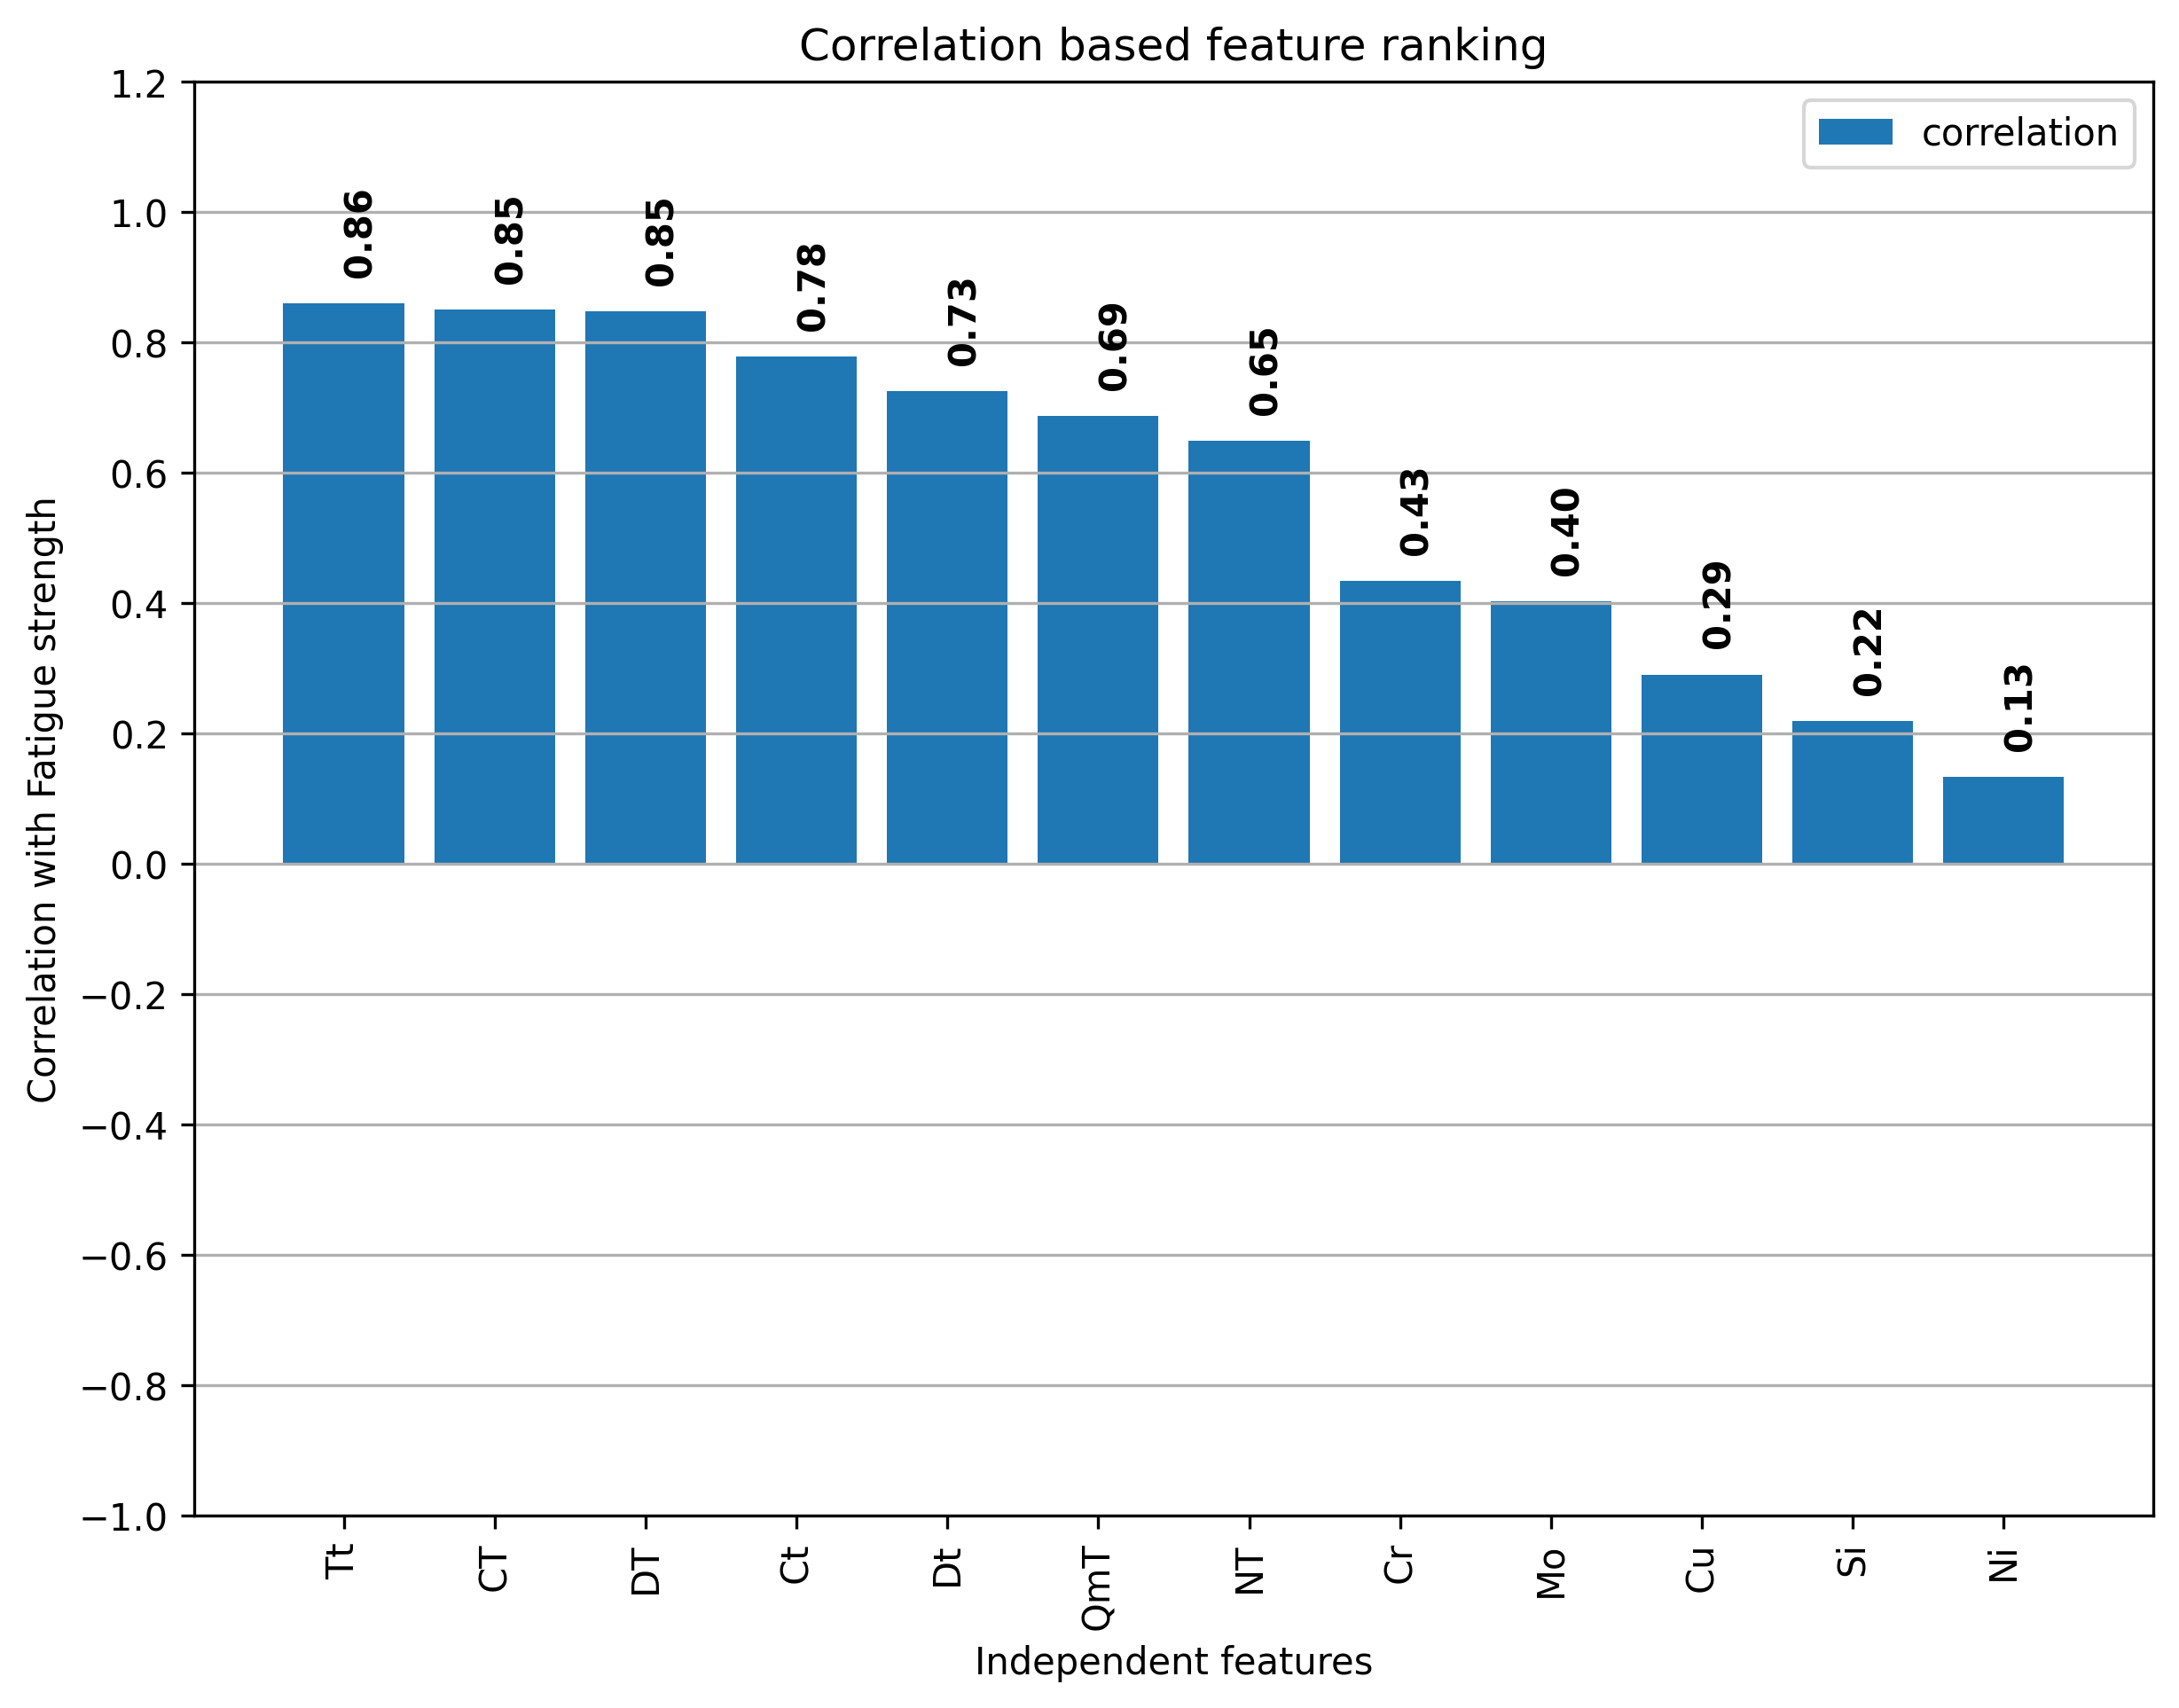 Correlation based feature ranking
correlation
Correlation with Fatigue strength
1.2
1.0
0.8
0.6
0.4
0.2
0.0
−0.2
−0.4
−0.6
−0.8
−1.0
0.86
0.85
0.85
0.78
0.73
0.69
0.65
0.43
0.40
0.29
0.22
0.13
Tt
CT
DT
Ct
Dt
QmT
NT
Cr
Mo
Cu
Si
Ni
Independent features